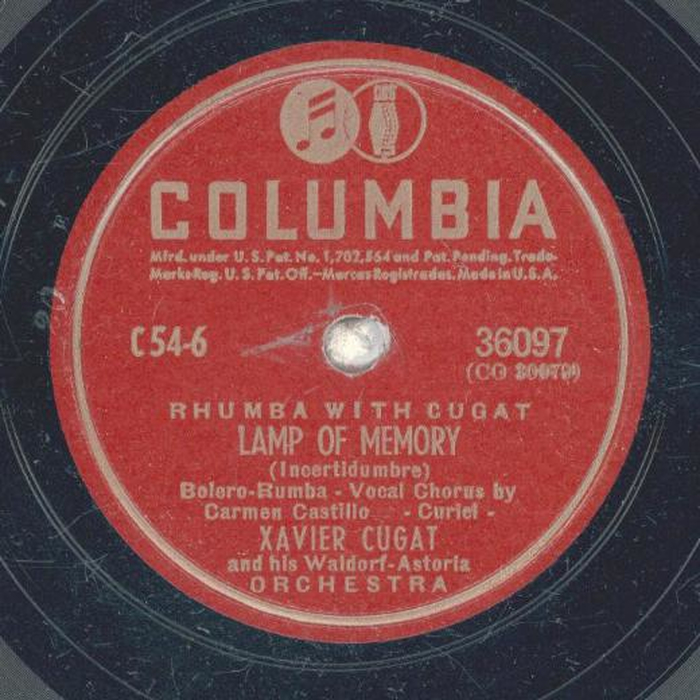 COLUMBIA
Mfrd. under U. S. Pat. No. 1,702,564 and Pat. Pending. Trade-
Marks Reg. U. S. Pat. Off.—Marcas Registradas. Made in U.S.A.
C 54-6
36097
(CO
RHUMBA WITH CUGAT
LAMP OF MEMORY
(Incertidumbre)
Bolero-Rumba - Vocal Chorus by
Carmen Castillo - Curiel -
XAVIER CUGAT
and his Waldorf-Astoria
ORCHESTRA